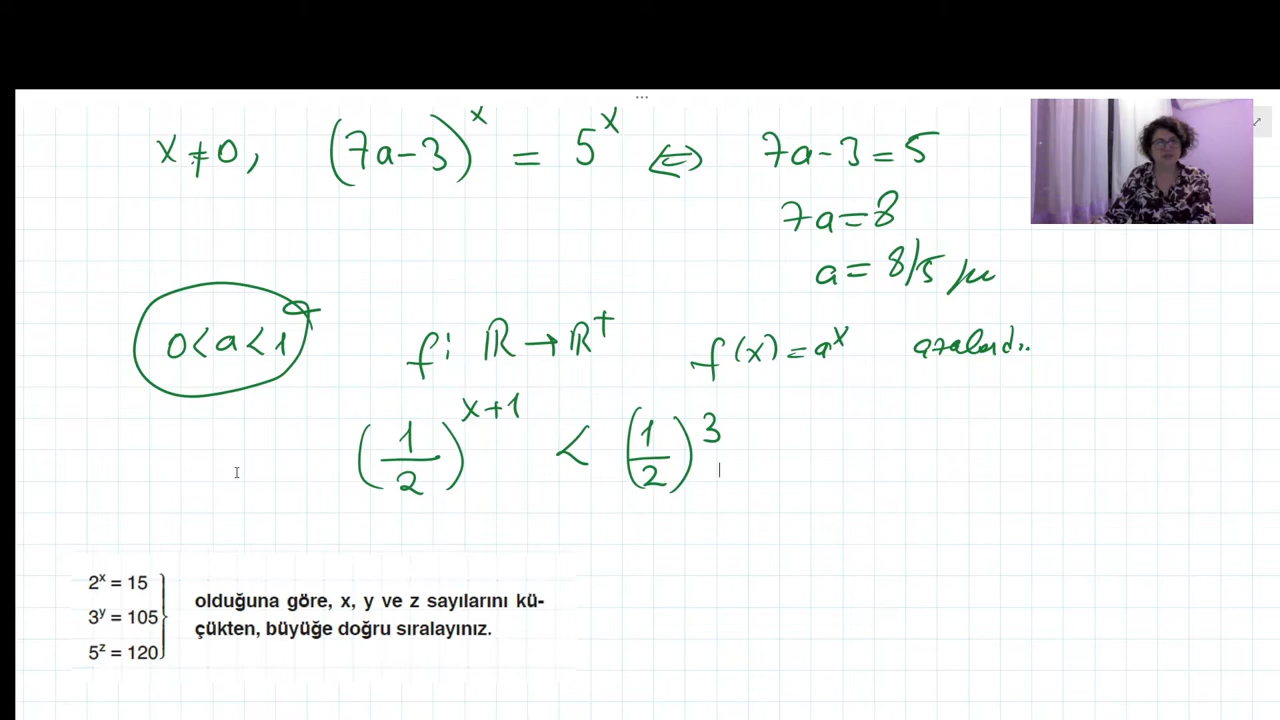 x ≠ 0, (7a-3)^x = 5^x ⇔ 7a-3 = 5
7a = 8
a = 8/5
0 < a < 1 f: ℝ → ℝ⁺ f(x) = a^x azalandır.
(1/2)^(x+1) < (1/2)^3
2^x = 15
3^y = 105
5^z = 120
olduğuna göre, x, y ve z sayılarını kü-
çükten, büyüğe doğru sıralayınız.